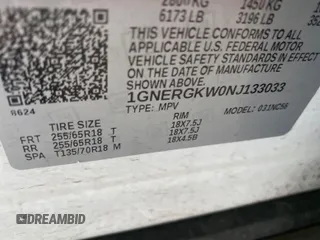 2800 KG 1450 KG
6173 LB 3196 LB
THIS VEHICLE CONFORMS TO ALL APPLICABLE U.S. FEDERAL MOTOR
VEHICLE SAFETY STANDARDS IN EFFECT ON THE
DATE OF MANUFACTURE SHOWN ABOVE.
1GNERGKW0NJ133033
TYPE: MPV
MODEL: 031NC56
8624
TIRE SIZE RIM
FRT 255/65R18 T 18X7.5J
RR 255/65R18 T 18X7.5J
SPA T135/70R18 M 18X4.5B
DREAMBID